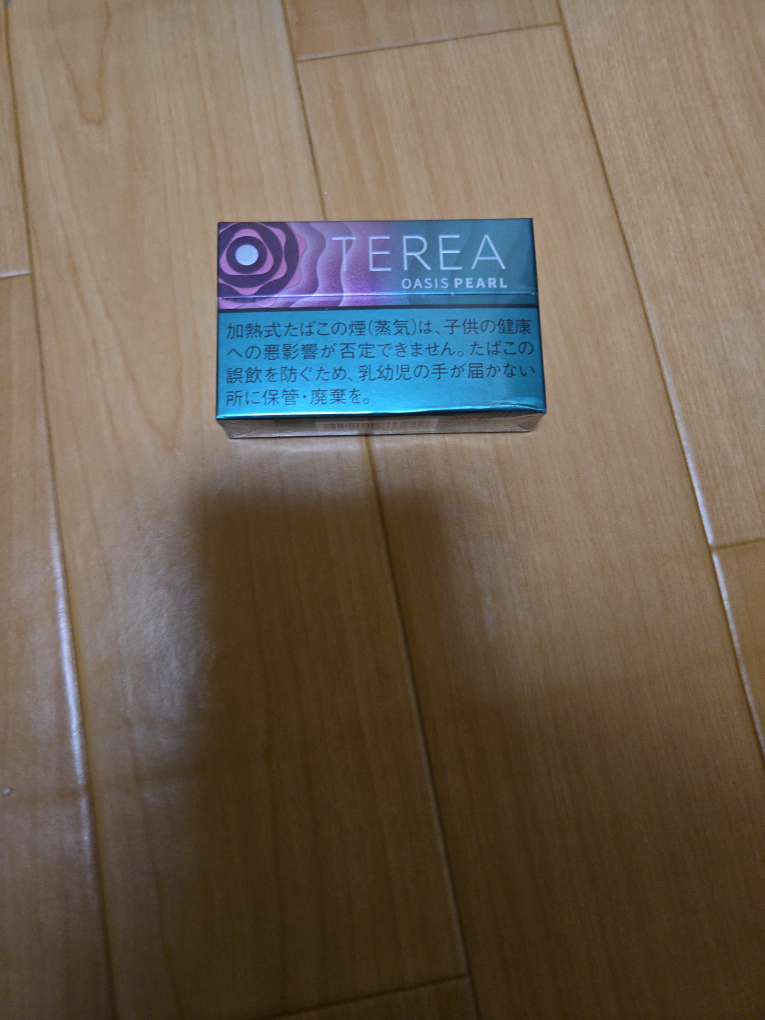 TEREA
OASIS PEARL
加熱式たばこの煙(蒸気)は、子供の健康
への悪影響が否定できません。たばこの
誤飲を防ぐため、乳幼児の手が届かない
所に保管・廃棄を。